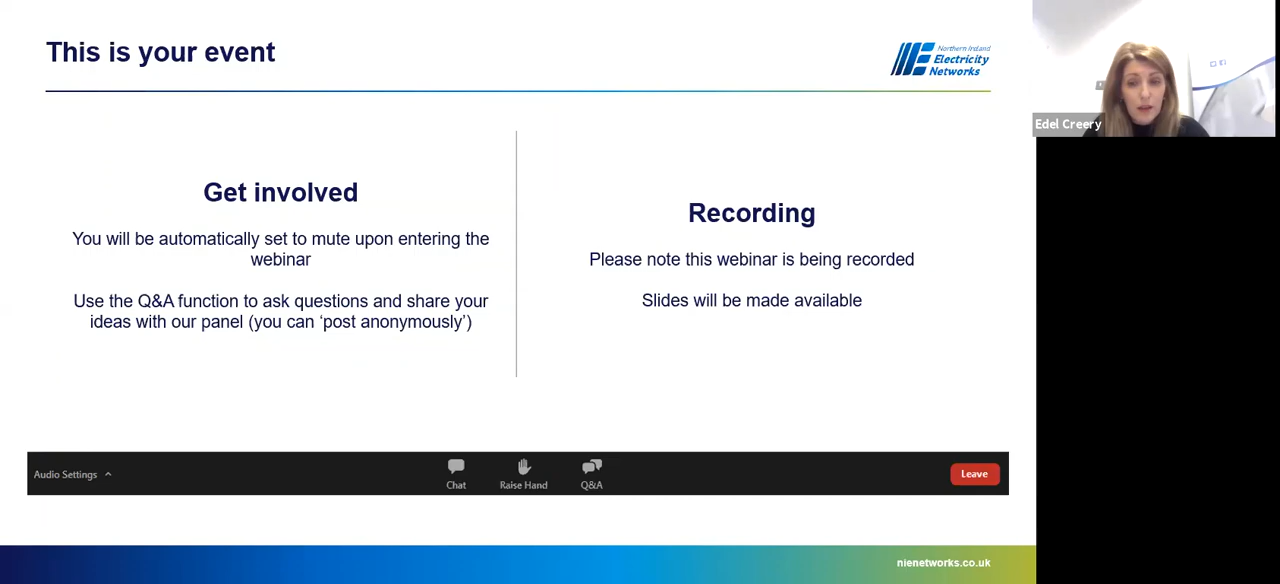 This is your event
Northern Ireland
Electricity
Networks
Edel Creery
Get involved
You will be automatically set to mute upon entering the
webinar
Use the Q&A function to ask questions and share your
ideas with our panel (you can ‘post anonymously’)
Recording
Please note this webinar is being recorded
Slides will be made available
Audio Settings
Chat
Raise Hand
Q&A
Leave
nienetworks.co.uk